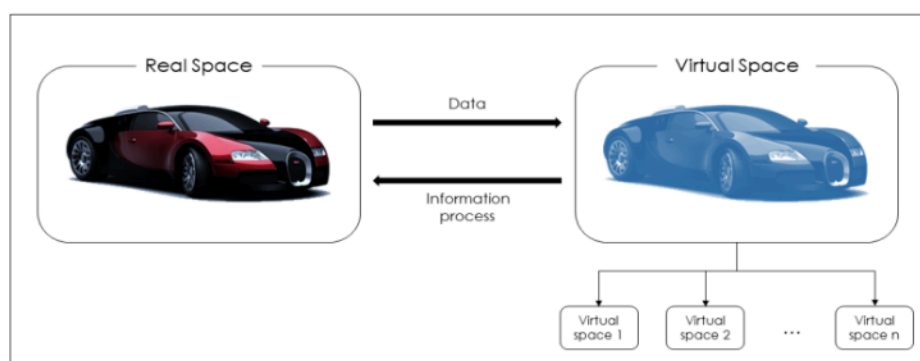 Real Space
Virtual Space
Data
Information
process
Virtual
space 1
Virtual
space 2
...
Virtual
space n